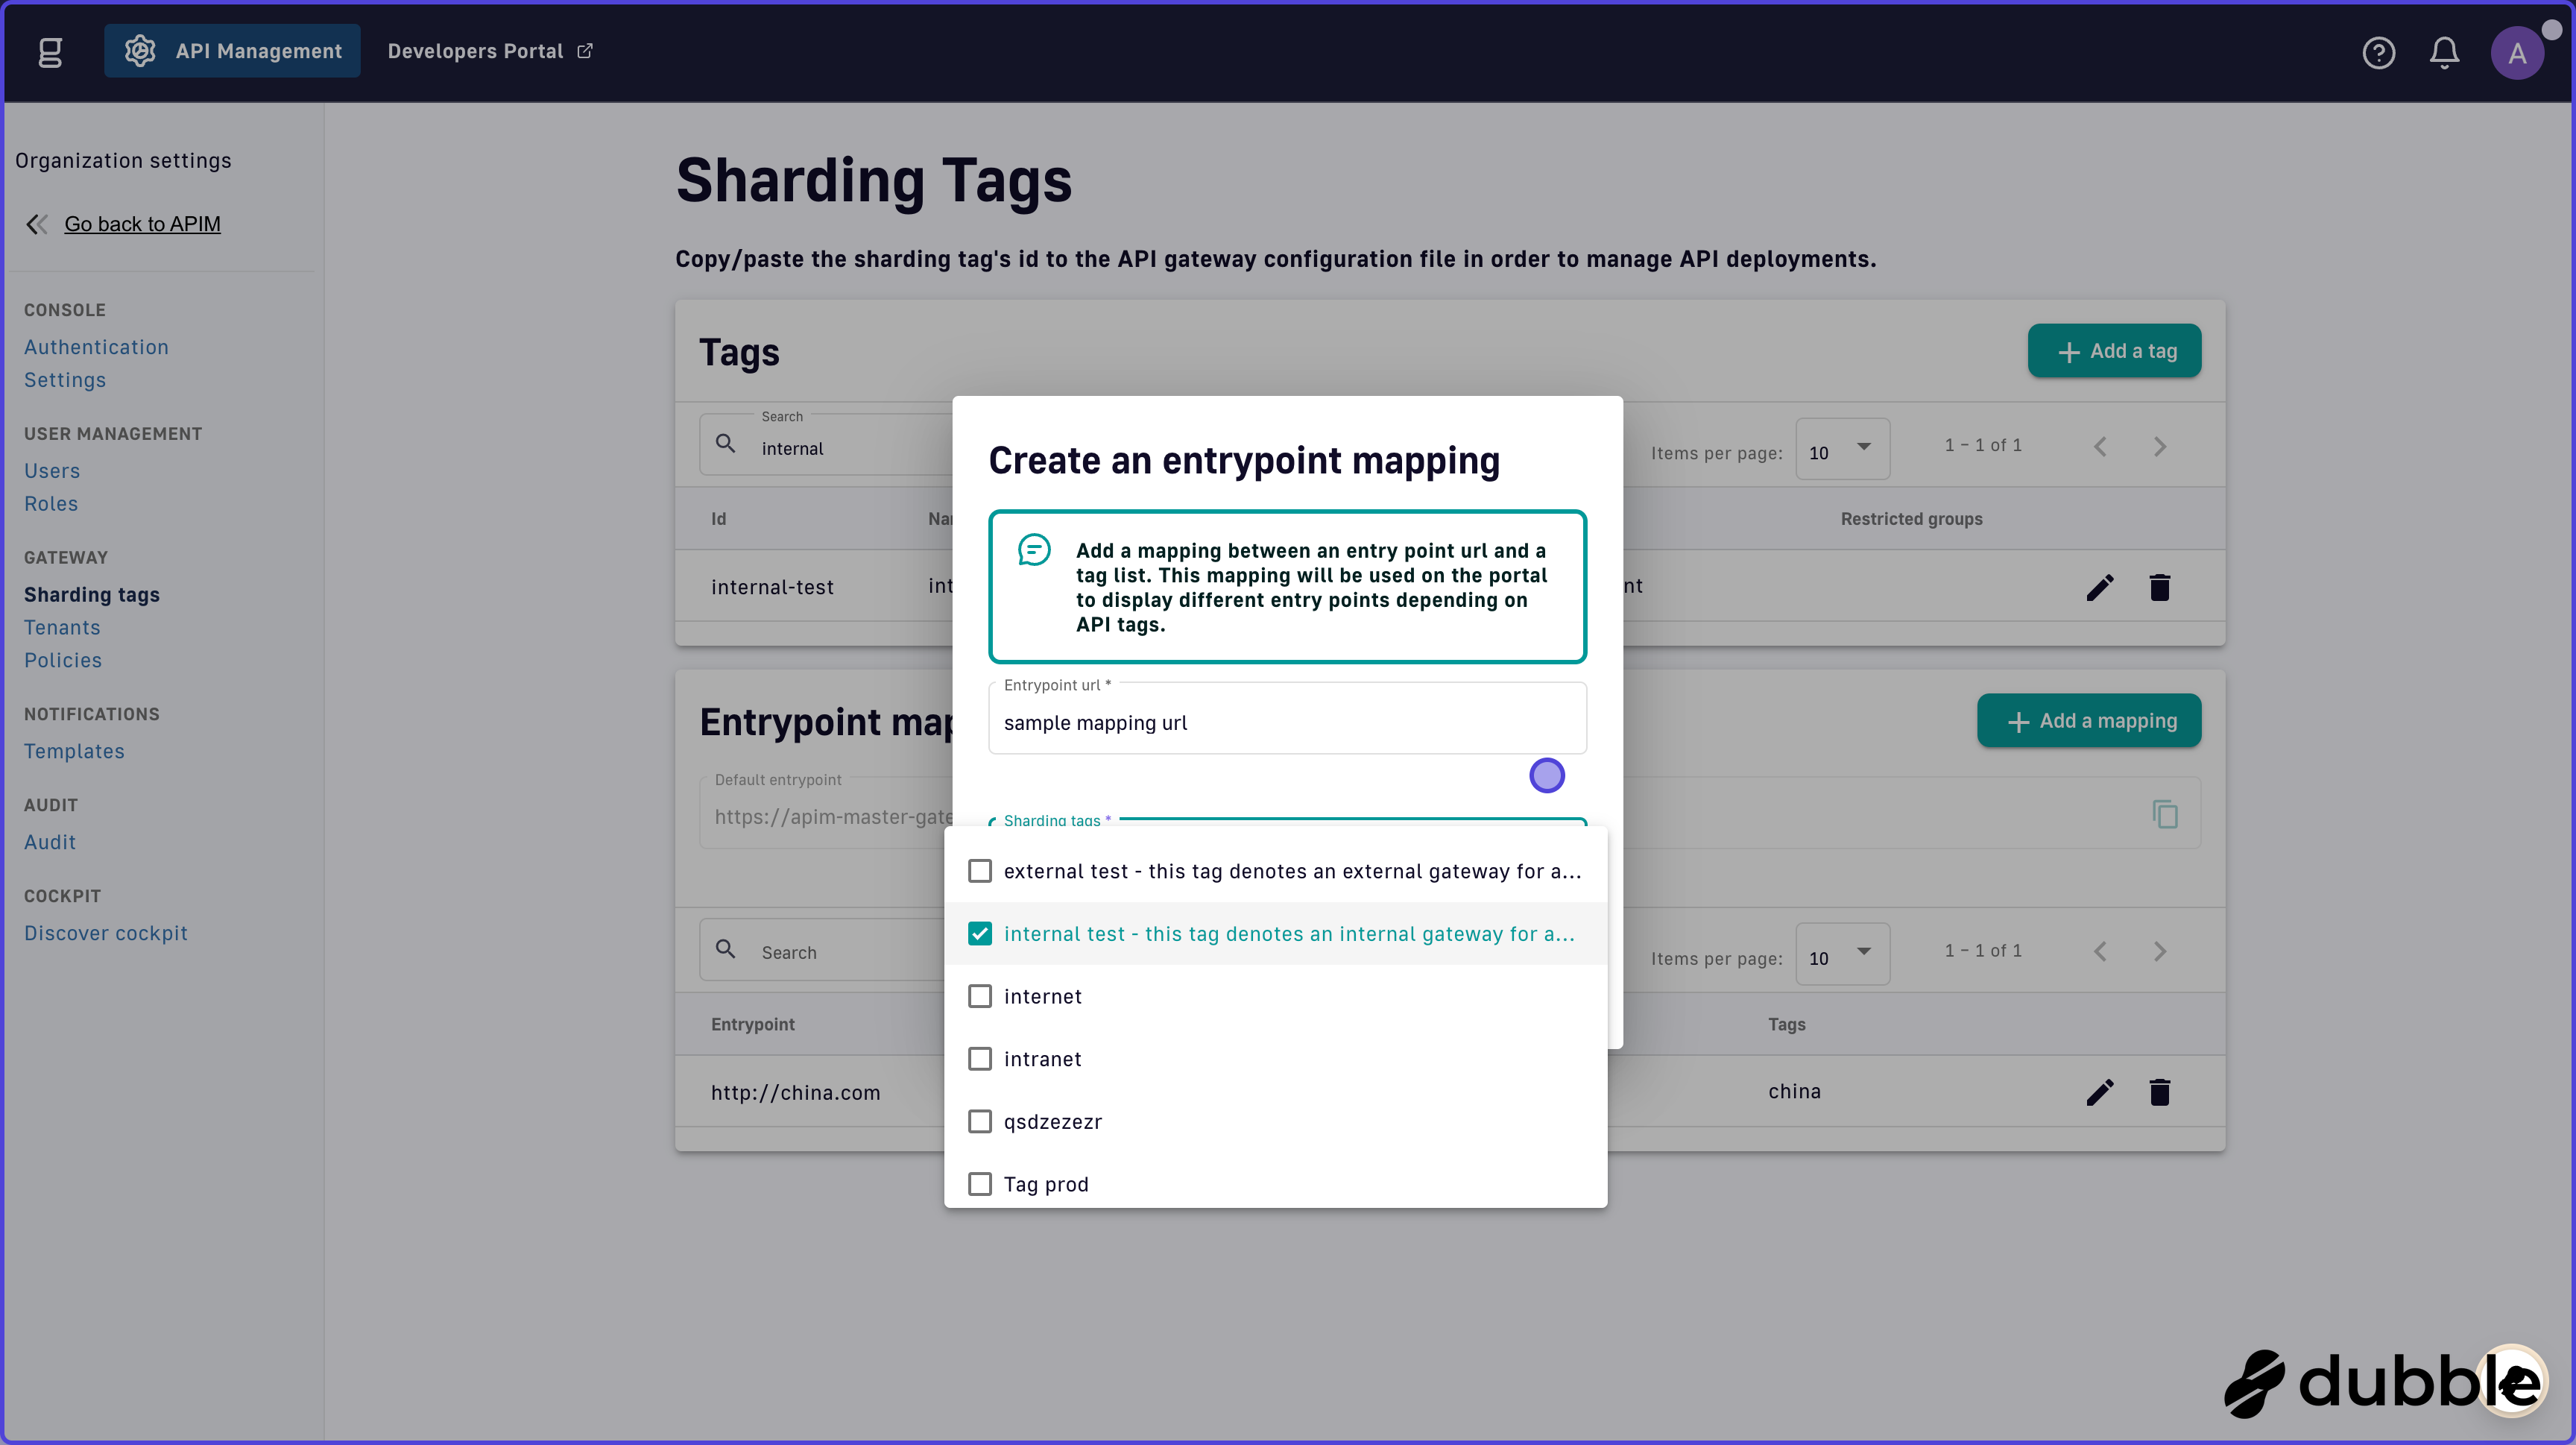 g
API Management
Developers Portal
A
Organization settings
Go back to APIM
CONSOLE
Authentication
Settings
USER MANAGEMENT
Users
Roles
GATEWAY
Sharding tags
Tenants
Policies
NOTIFICATIONS
Templates
AUDIT
Audit
COCKPIT
Discover cockpit
Sharding Tags
Copy/paste the sharding tag's id to the API gateway configuration file in order to manage API deployments.
Tags
Add a tag
Search
internal
Items per page:
10
1 – 1 of 1
Id
Restricted groups
internal-test
int
nt
Entrypoint map
Add a mapping
Default entrypoint
https://apim-master-gate
Search
Items per page:
10
1 – 1 of 1
Entrypoint
Tags
http://china.com
china
Create an entrypoint mapping
Add a mapping between an entry point url and a
tag list. This mapping will be used on the portal
to display different entry points depending on
API tags.
Entrypoint url *
sample mapping url
Sharding tags *
external test - this tag denotes an external gateway for a...
internal test - this tag denotes an internal gateway for a...
internet
intranet
qsdzezezr
Tag prod
dubble